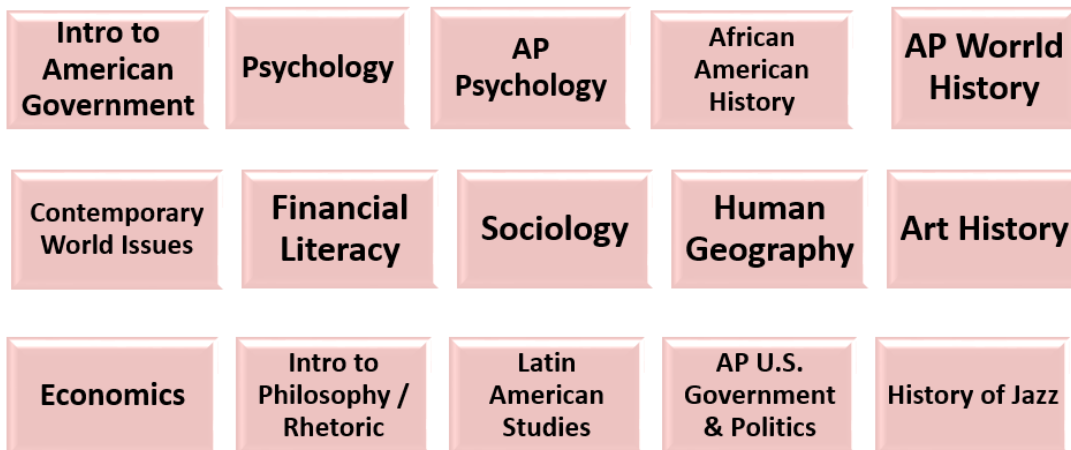 Intro to
American
Government
Psychology
AP
Psychology
African
American
History
AP Worrld
History
Contemporary
World Issues
Financial
Literacy
Sociology
Human
Geography
Art History
Economics
Intro to
Philosophy /
Rhetoric
Latin
American
Studies
AP U.S.
Government
& Politics
History of Jazz